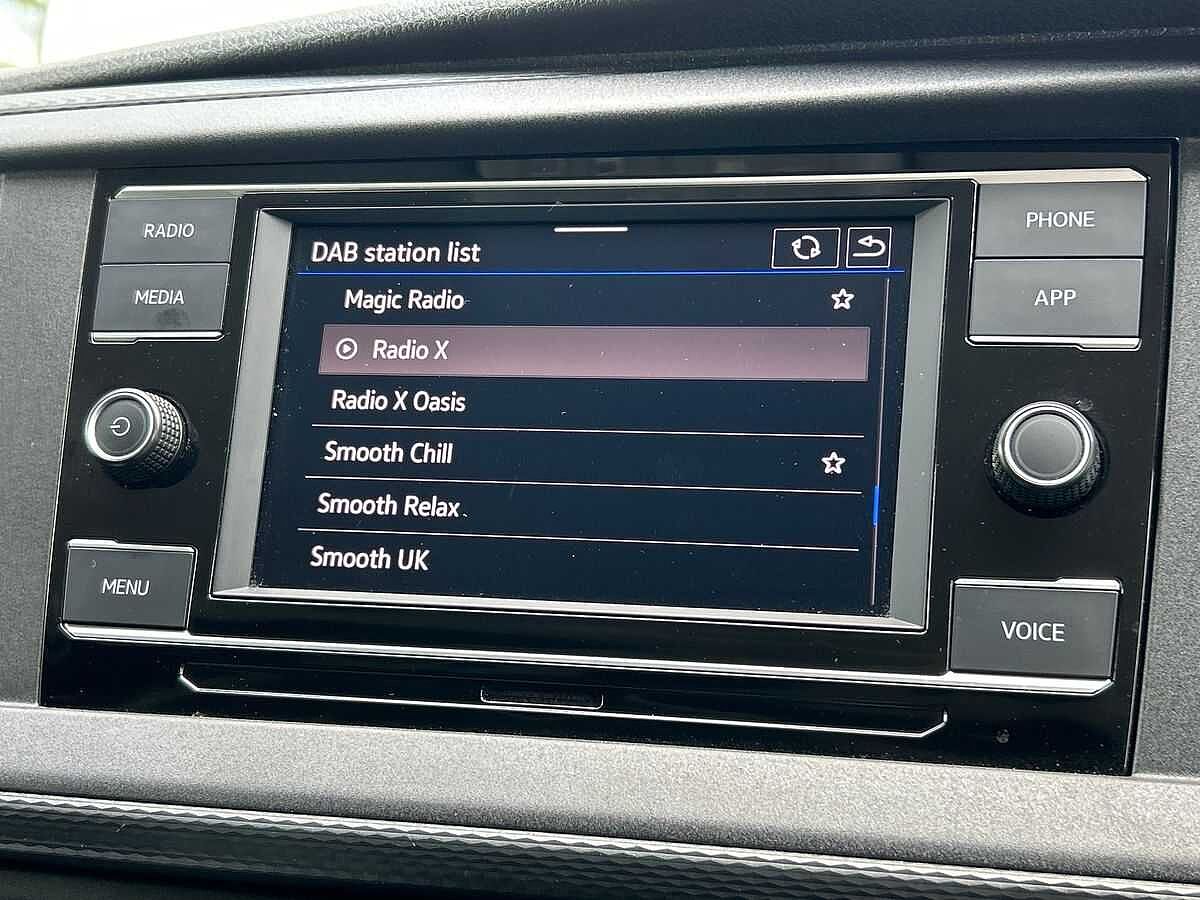 RADIO
MEDIA
MENU
DAB station list
Magic Radio
Radio X
Radio X Oasis
Smooth Chill
Smooth Relax
Smooth UK
PHONE
APP
VOICE